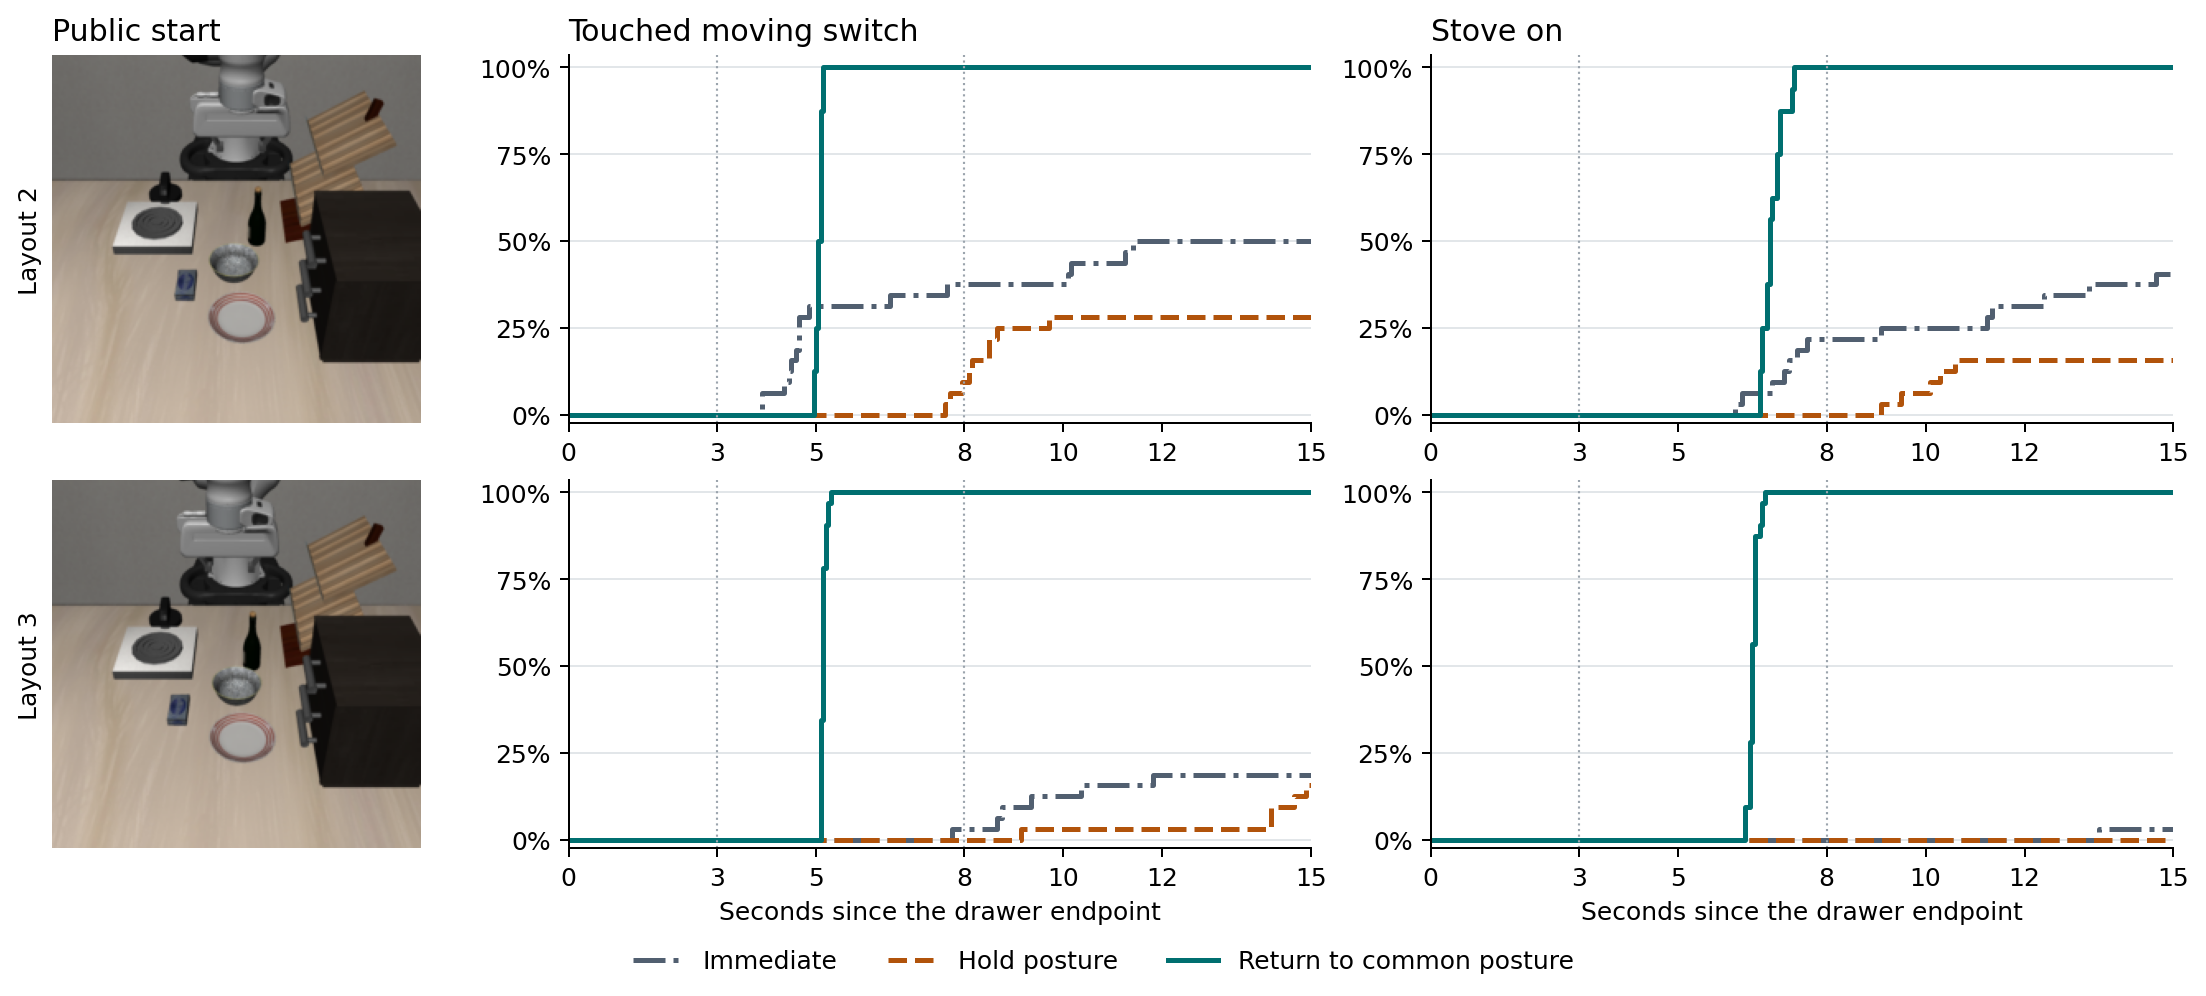 Public start
Touched moving switch
Stove on
Layout 2
100%
75%
50%
25%
0%
0 3 5 8 10 12 15
100%
75%
50%
25%
0%
0 3 5 8 10 12 15
Layout 3
100%
75%
50%
25%
0%
0 3 5 8 10 12 15
Seconds since the drawer endpoint
100%
75%
50%
25%
0%
0 3 5 8 10 12 15
Seconds since the drawer endpoint
Immediate
Hold posture
Return to common posture